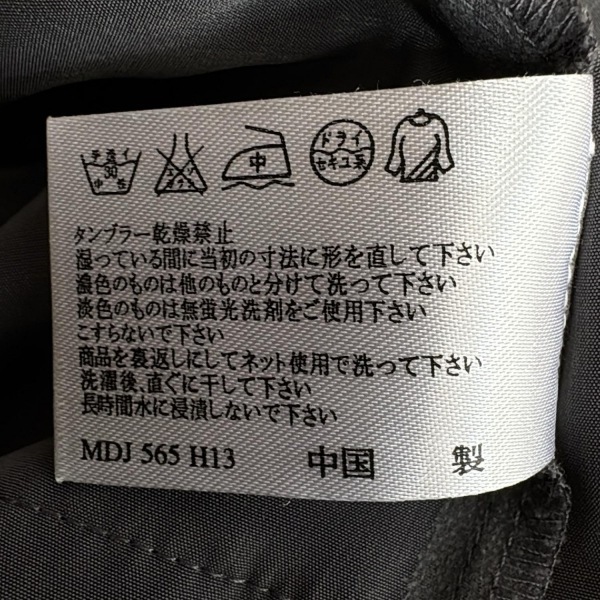 手洗イ 30 中性
エンソサラシ
中
ドライ セキユ系
タンブラー乾燥禁止
湿っている間に当初の寸法に形を直して下さい
濃色のものは他のものと分けて洗って下さい
淡色のものは無蛍光洗剤をご使用下さい
こすらないで下さい
商品を裏返しにしてネット使用で洗って下さい
洗濯後、直ぐに干して下さい
長時間水に浸漬しないで下さい
MDJ 565 H13 中国 製